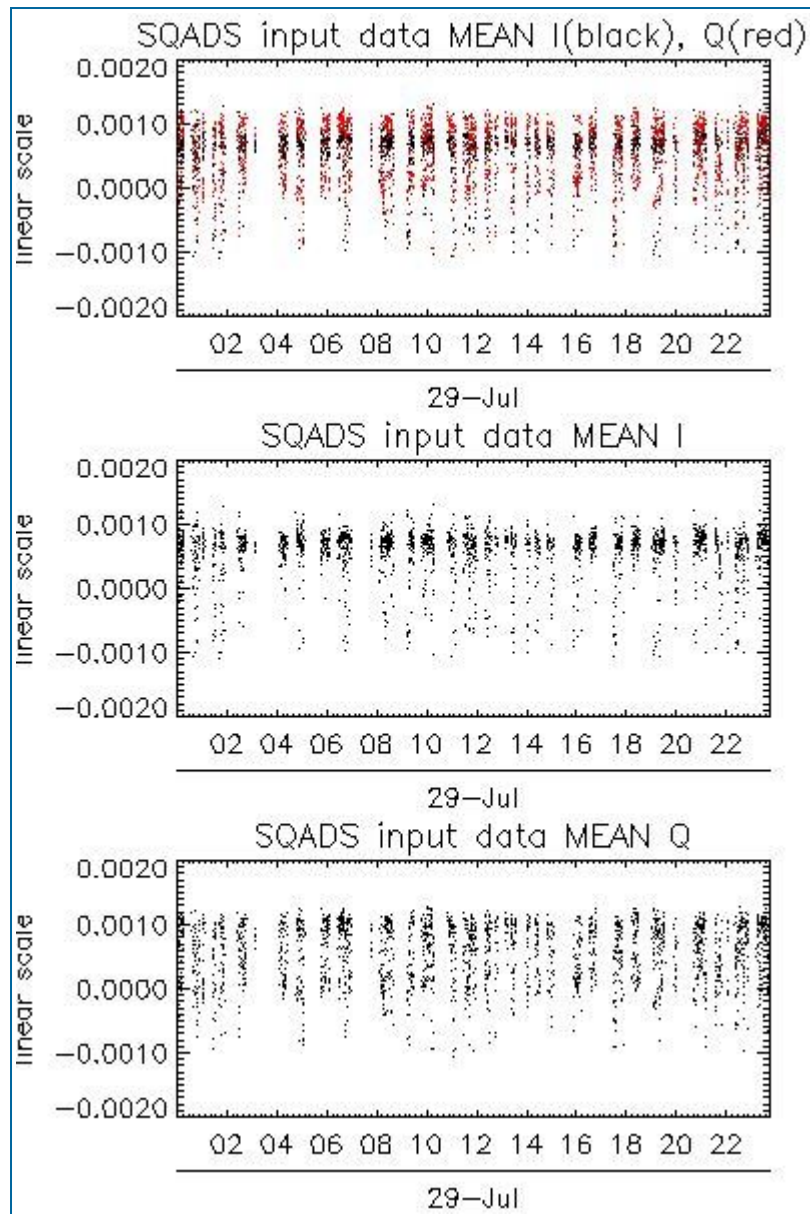 SQADS input data MEAN I(black), Q(red)
0.0020
0.0010
0.0000
−0.0010
−0.0020
linear scale
02 04 06 08 10 12 14 16 18 20 22
29−Jul
SQADS input data MEAN I
0.0020
0.0010
0.0000
−0.0010
−0.0020
linear scale
02 04 06 08 10 12 14 16 18 20 22
29−Jul
SQADS input data MEAN Q
0.0020
0.0010
0.0000
−0.0010
−0.0020
linear scale
02 04 06 08 10 12 14 16 18 20 22
29−Jul